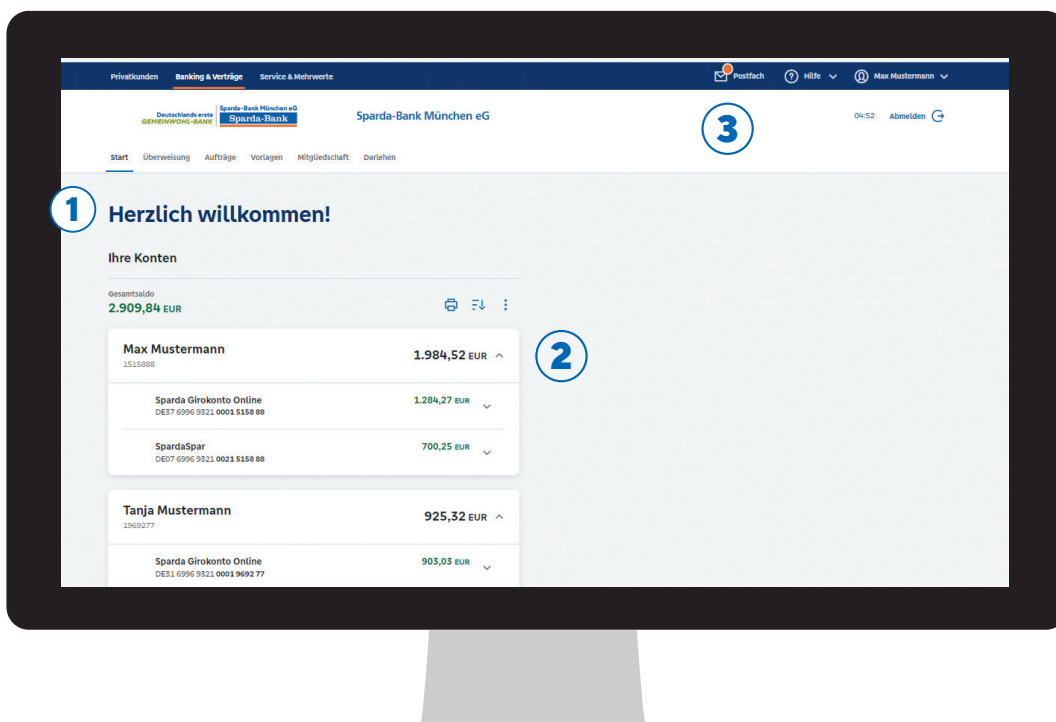 Privatkunden Banking & Verträge Service & Mehrwerte Postfach Hilfe Max Mustermann
Deutschlands erste
GEMEINWOHL-BANK
Sparda-Bank München eG
Sparda-Bank
Sparda-Bank München eG
3
04:52 Abmelden
Start Überweisung Aufträge Vorlagen Mitgliedschaft Darlehen
1
Herzlich willkommen!
Ihre Konten
Gesamtsaldo
2.909,84 EUR
2
Max Mustermann 1.984,52 EUR
1515888
Sparda Girokonto Online 1.284,27 EUR
DE37 6996 9321 0001 5158 88
SpardaSpar 700,25 EUR
DE07 6996 9321 0021 5158 88
Tanja Mustermann 925,32 EUR
1969277
Sparda Girokonto Online 903,03 EUR
DE31 6996 9321 0001 9692 77